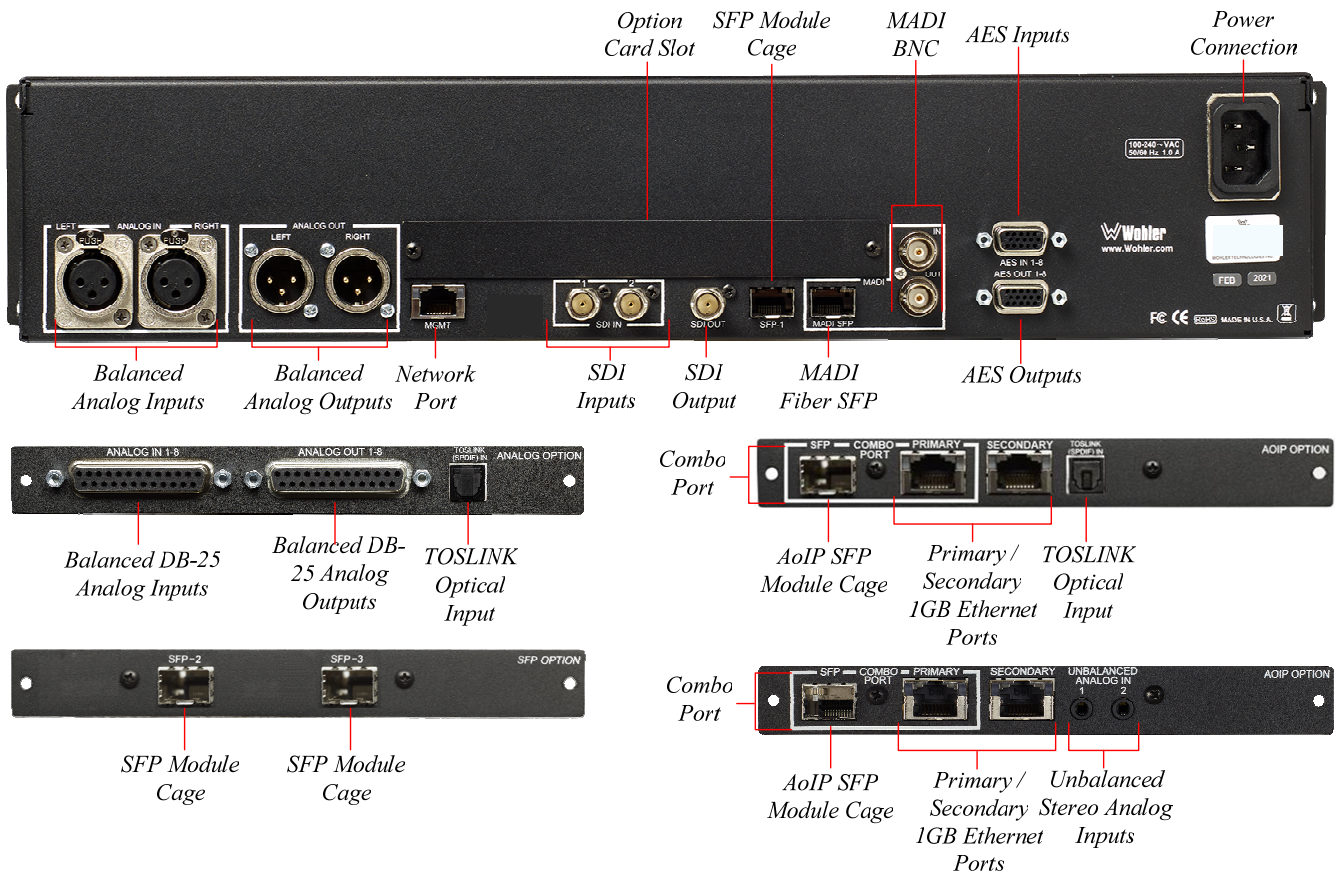 Option
Card Slot
SFP Module
Cage
MADI
BNC
AES Inputs
Power
Connection
100-240~VAC
50/60 Hz 1.0 A
LEFT
ANALOG IN
RIGHT
PUSH
PUSH
ANALOG OUT
LEFT
RIGHT
MGMT
1
2
SDI IN
SDI OUT
SFP-1
MADI SFP
MADI
IN
OUT
AES IN 1-8
AES OUT 1-8
Wohler
www.Wohler.com
FEB
2021
FC CE RoHS MADE IN U.S.A.
Balanced
Analog Inputs
Balanced
Analog Outputs
Network
Port
SDI
Inputs
SDI
Output
MADI
Fiber SFP
AES Outputs
ANALOG IN 1-8
ANALOG OUT 1-8
TOSLINK
(SPDIF) IN
ANALOG OPTION
Balanced DB-25
Analog Inputs
Balanced DB-
25 Analog
Outputs
TOSLINK
Optical
Input
Combo
Port
SFP
COMBO
PORT
PRIMARY
SECONDARY
TOSLINK
(SPDIF) IN
AOIP OPTION
AoIP SFP
Module Cage
Primary /
Secondary
1GB Ethernet
Ports
TOSLINK
Optical
Input
SFP-2
SFP-3
SFP OPTION
SFP Module
Cage
SFP Module
Cage
Combo
Port
SFP
COMBO
PORT
PRIMARY
SECONDARY
UNBALANCED
ANALOG IN
1
2
AOIP OPTION
AoIP SFP
Module Cage
Primary /
Secondary
1GB Ethernet
Ports
Unbalanced
Stereo Analog
Inputs